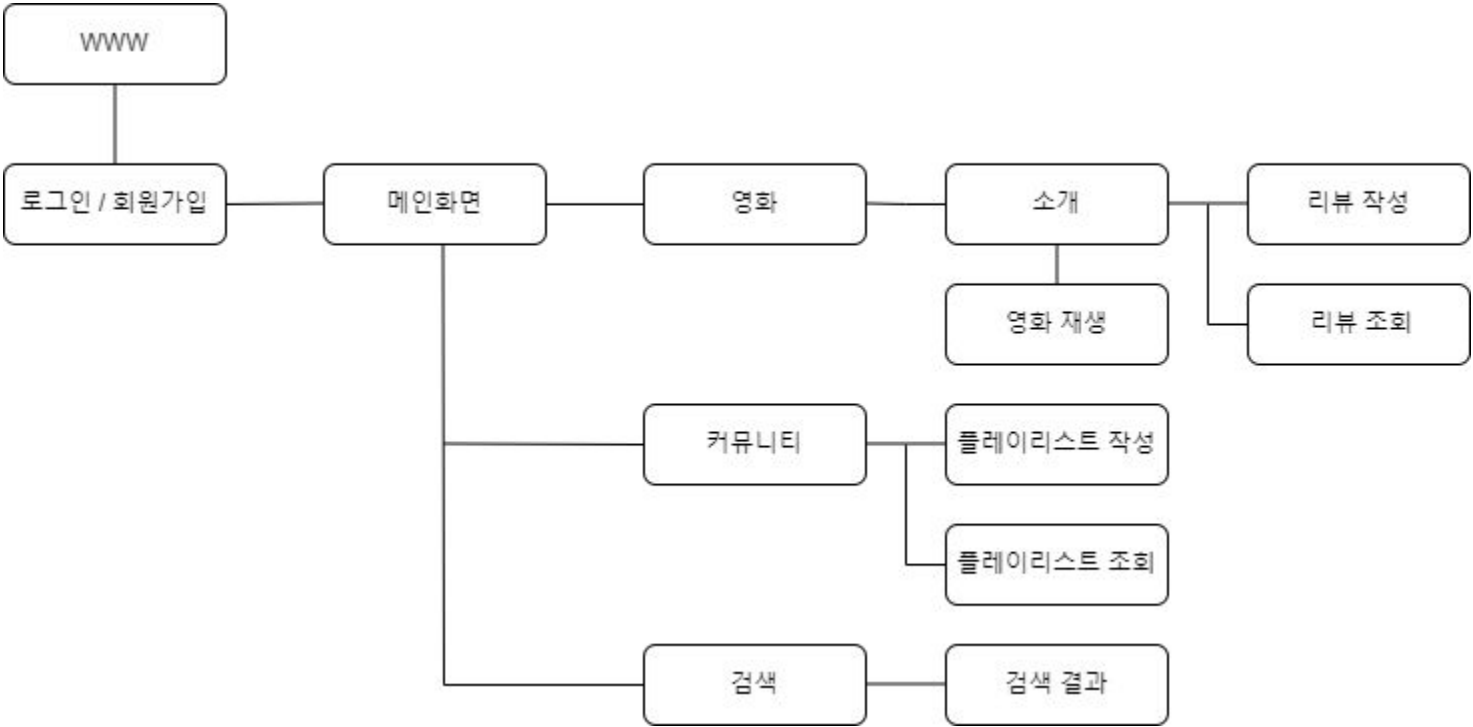 WWW
로그인 / 회원가입
메인화면
영화
소개
리뷰 작성
영화 재생
리뷰 조회
커뮤니티
플레이리스트 작성
플레이리스트 조회
검색
검색 결과